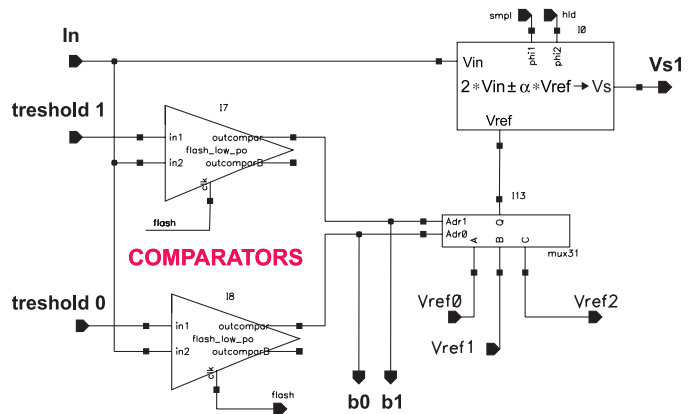 smpl hld
In I0
phi1 phi2
Vin
2*Vin±α*Vref→Vs
Vs1
Vref
treshold 1
I7
in1 outcompar
flash_low_po
in2 outcomparB
clk
flash
I13
Adr1 Q
Adr0
A B C
mux31
COMPARATORS
treshold 0
I8
in1 outcompar
flash_low_po
in2 outcomparB
clk
flash
Vref0
Vref2
Vref1
b0 b1